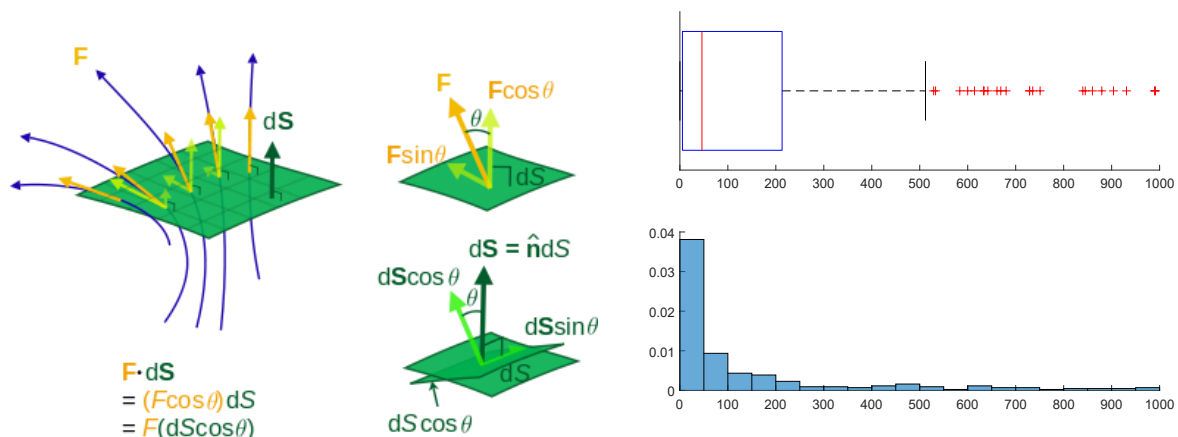 F
dS
F·dS
= (Fcosθ)dS
= F(dScosθ)
F
Fcosθ
θ
Fsinθ
dS
dS = n̂dS
dScosθ
θ
dSsinθ
dS
dScosθ
0 100 200 300 400 500 600 700 800 900 1000
0.04
0.03
0.02
0.01
0
0 100 200 300 400 500 600 700 800 900 1000